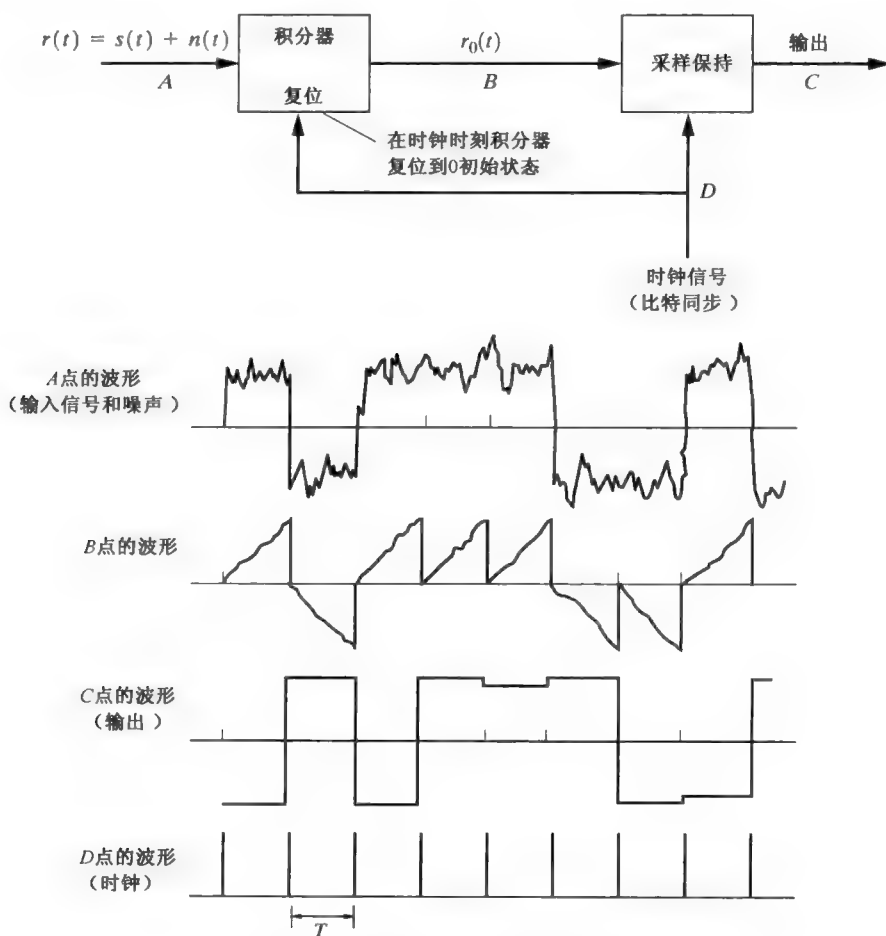 r(t) = s(t) + n(t)
A
积分器
复位
r₀(t)
B
采样保持
输出
C
在时钟时刻积分器
复位到0初始状态
D
时钟信号
（比特同步）
A点的波形
（输入信号和噪声）
B点的波形
C点的波形
（输出）
D点的波形
（时钟）
T